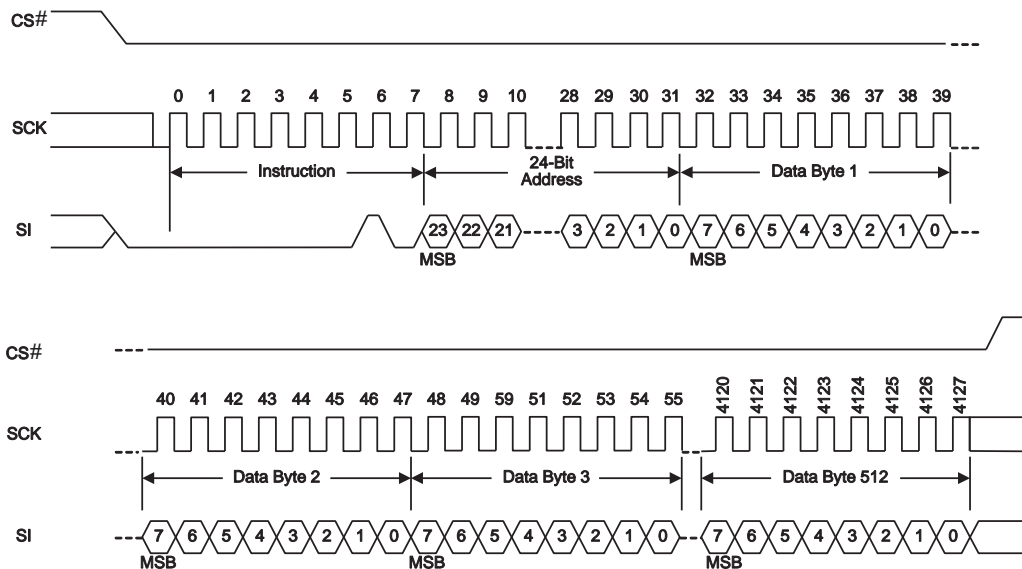 CS#
0 1 2 3 4 5 6 7 8 9 10 28 29 30 31 32 33 34 35 36 37 38 39
SCK
Instruction
24-Bit
Address
Data Byte 1
SI
23 22 21 3 2 1 0 7 6 5 4 3 2 1 0
MSB MSB
CS#
40 41 42 43 44 45 46 47 48 49 59 51 52 53 54 55 4120 4121 4122 4123 4124 4125 4126 4127
SCK
Data Byte 2 Data Byte 3 Data Byte 512
SI
7 6 5 4 3 2 1 0 7 6 5 4 3 2 1 0 7 6 5 4 3 2 1 0
MSB MSB MSB